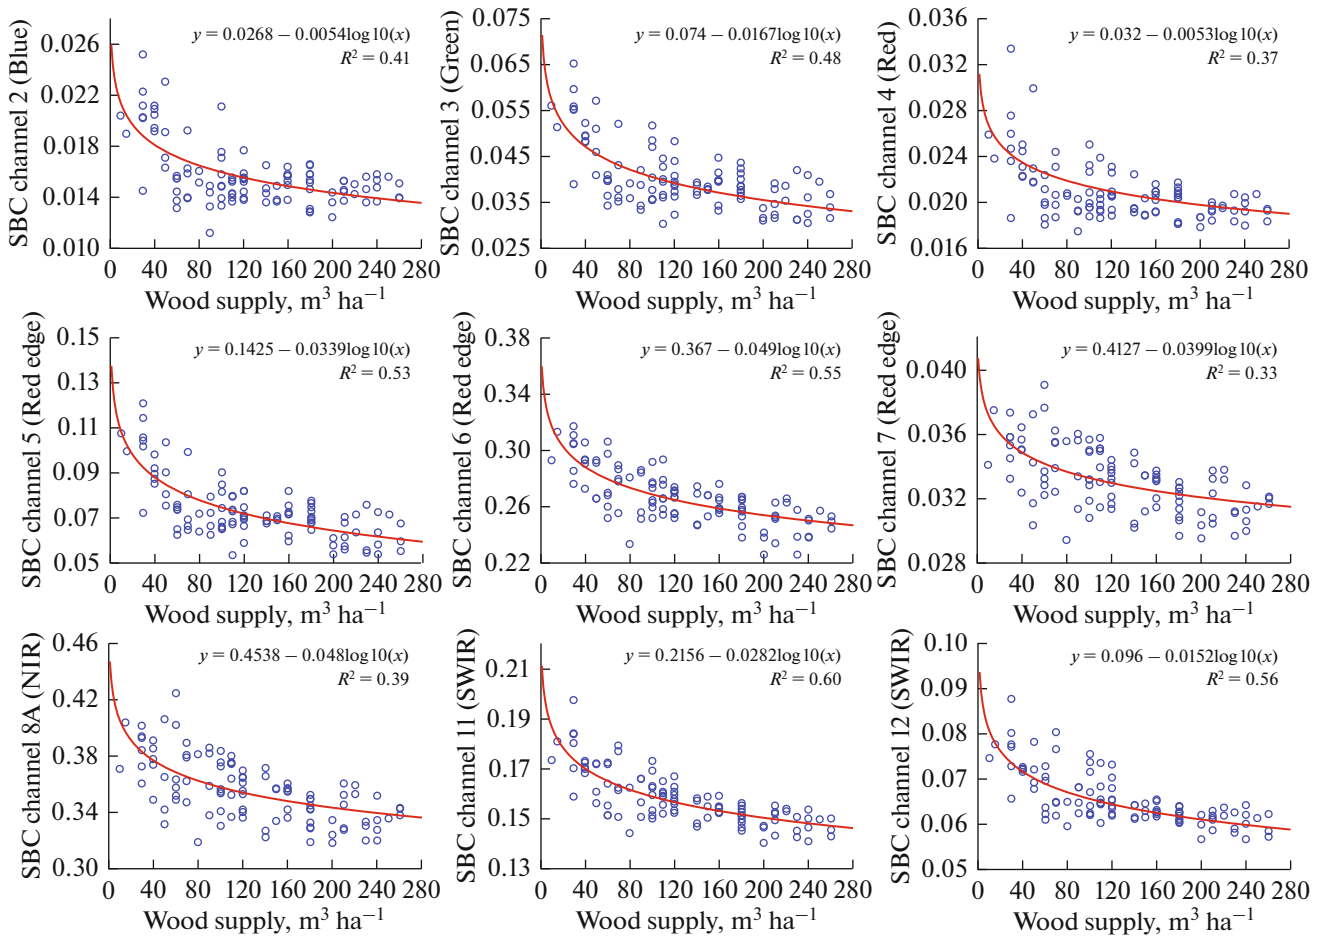 SBC channel 2 (Blue)
0.026
0.022
0.018
0.014
0.010
y = 0.0268 – 0.0054log10(x)
R² = 0.41
0 40 80 120 160 200 240 280
Wood supply, m³ ha⁻¹
SBC channel 3 (Green)
0.075
0.065
0.055
0.045
0.035
0.025
y = 0.074 – 0.0167log10(x)
R² = 0.48
0 40 80 120 160 200 240 280
Wood supply, m³ ha⁻¹
SBC channel 4 (Red)
0.036
0.032
0.028
0.024
0.020
0.016
y = 0.032 – 0.0053log10(x)
R² = 0.37
0 40 80 120 160 200 240 280
Wood supply, m³ ha⁻¹
SBC channel 5 (Red edge)
0.15
0.13
0.11
0.09
0.07
0.05
y = 0.1425 – 0.0339log10(x)
R² = 0.53
0 40 80 120 160 200 240 280
Wood supply, m³ ha⁻¹
SBC channel 6 (Red edge)
0.38
0.34
0.30
0.26
0.22
y = 0.367 – 0.049log10(x)
R² = 0.55
0 40 80 120 160 200 240 280
Wood supply, m³ ha⁻¹
SBC channel 7 (Red edge)
0.040
0.036
0.032
0.028
y = 0.4127 – 0.0399log10(x)
R² = 0.33
0 40 80 120 160 200 240 280
Wood supply, m³ ha⁻¹
SBC channel 8A (NIR)
0.46
0.42
0.38
0.34
0.30
y = 0.4538 – 0.048log10(x)
R² = 0.39
0 40 80 120 160 200 240 280
Wood supply, m³ ha⁻¹
SBC channel 11 (SWIR)
0.21
0.19
0.17
0.15
0.13
y = 0.2156 – 0.0282log10(x)
R² = 0.60
0 40 80 120 160 200 240 280
Wood supply, m³ ha⁻¹
SBC channel 12 (SWIR)
0.10
0.09
0.08
0.07
0.06
0.05
y = 0.096 – 0.0152log10(x)
R² = 0.56
0 40 80 120 160 200 240 280
Wood supply, m³ ha⁻¹